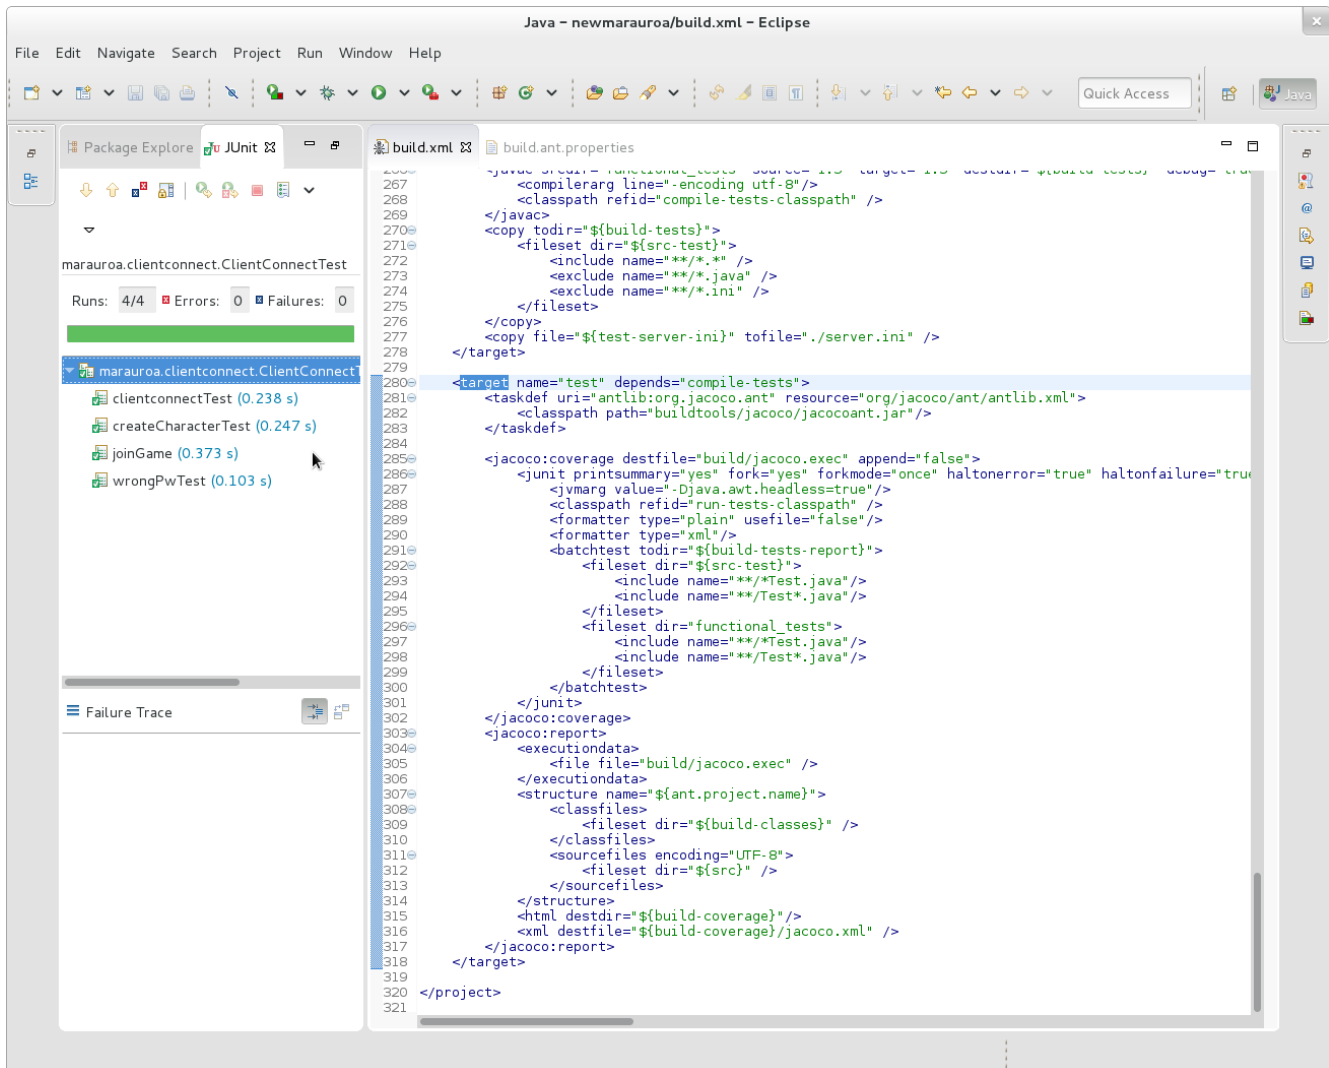 Java – newmarauroa/build.xml – Eclipse
File Edit Navigate Search Project Run Window Help
Quick Access
Java
Package Explorer
JUnit
marauroa.clientconnect.ClientConnectTest
Runs: 4/4 Errors: 0 Failures: 0
marauroa.clientconnect.ClientConnectT
clientconnectTest (0.238 s)
createCharacterTest (0.247 s)
joinGame (0.373 s)
wrongPwTest (0.103 s)
Failure Trace
build.xml
build.ant.properties
267 <compilerarg line="-encoding utf-8"/>
268 <classpath refid="compile-tests-classpath" />
269 </javac>
270 <copy todir="${build-tests}">
271 <fileset dir="${src-test}">
272 <include name="**/*.*" />
273 <exclude name="**/*.java" />
274 <exclude name="**/*.ini" />
275 </fileset>
276 </copy>
277 <copy file="${test-server-ini}" tofile="./server.ini" />
278 </target>
279
280 <target name="test" depends="compile-tests">
281 <taskdef uri="antlib:org.jacoco.ant" resource="org/jacoco/ant/antlib.xml">
282 <classpath path="buildtools/jacoco/jacocoant.jar"/>
283 </taskdef>
284
285 <jacoco:coverage destfile="build/jacoco.exec" append="false">
286 <junit printsummary="yes" fork="yes" forkmode="once" haltonerror="true" haltonfailure="true
287 <jvmarg value="-Djava.awt.headless=true"/>
288 <classpath refid="run-tests-classpath" />
289 <formatter type="plain" usefile="false"/>
290 <formatter type="xml"/>
291 <batchtest todir="${build-tests-report}">
292 <fileset dir="${src-test}">
293 <include name="**/*Test.java"/>
294 <include name="**/Test*.java"/>
295 </fileset>
296 <fileset dir="functional_tests">
297 <include name="**/*Test.java"/>
298 <include name="**/Test*.java"/>
299 </fileset>
300 </batchtest>
301 </junit>
302 </jacoco:coverage>
303 <jacoco:report>
304 <executiondata>
305 <file file="build/jacoco.exec" />
306 </executiondata>
307 <structure name="${ant.project.name}">
308 <classfiles>
309 <fileset dir="${build-classes}" />
310 </classfiles>
311 <sourcefiles encoding="UTF-8">
312 <fileset dir="${src}" />
313 </sourcefiles>
314 </structure>
315 <html destdir="${build-coverage}"/>
316 <xml destfile="${build-coverage}/jacoco.xml" />
317 </jacoco:report>
318 </target>
319
320 </project>
321